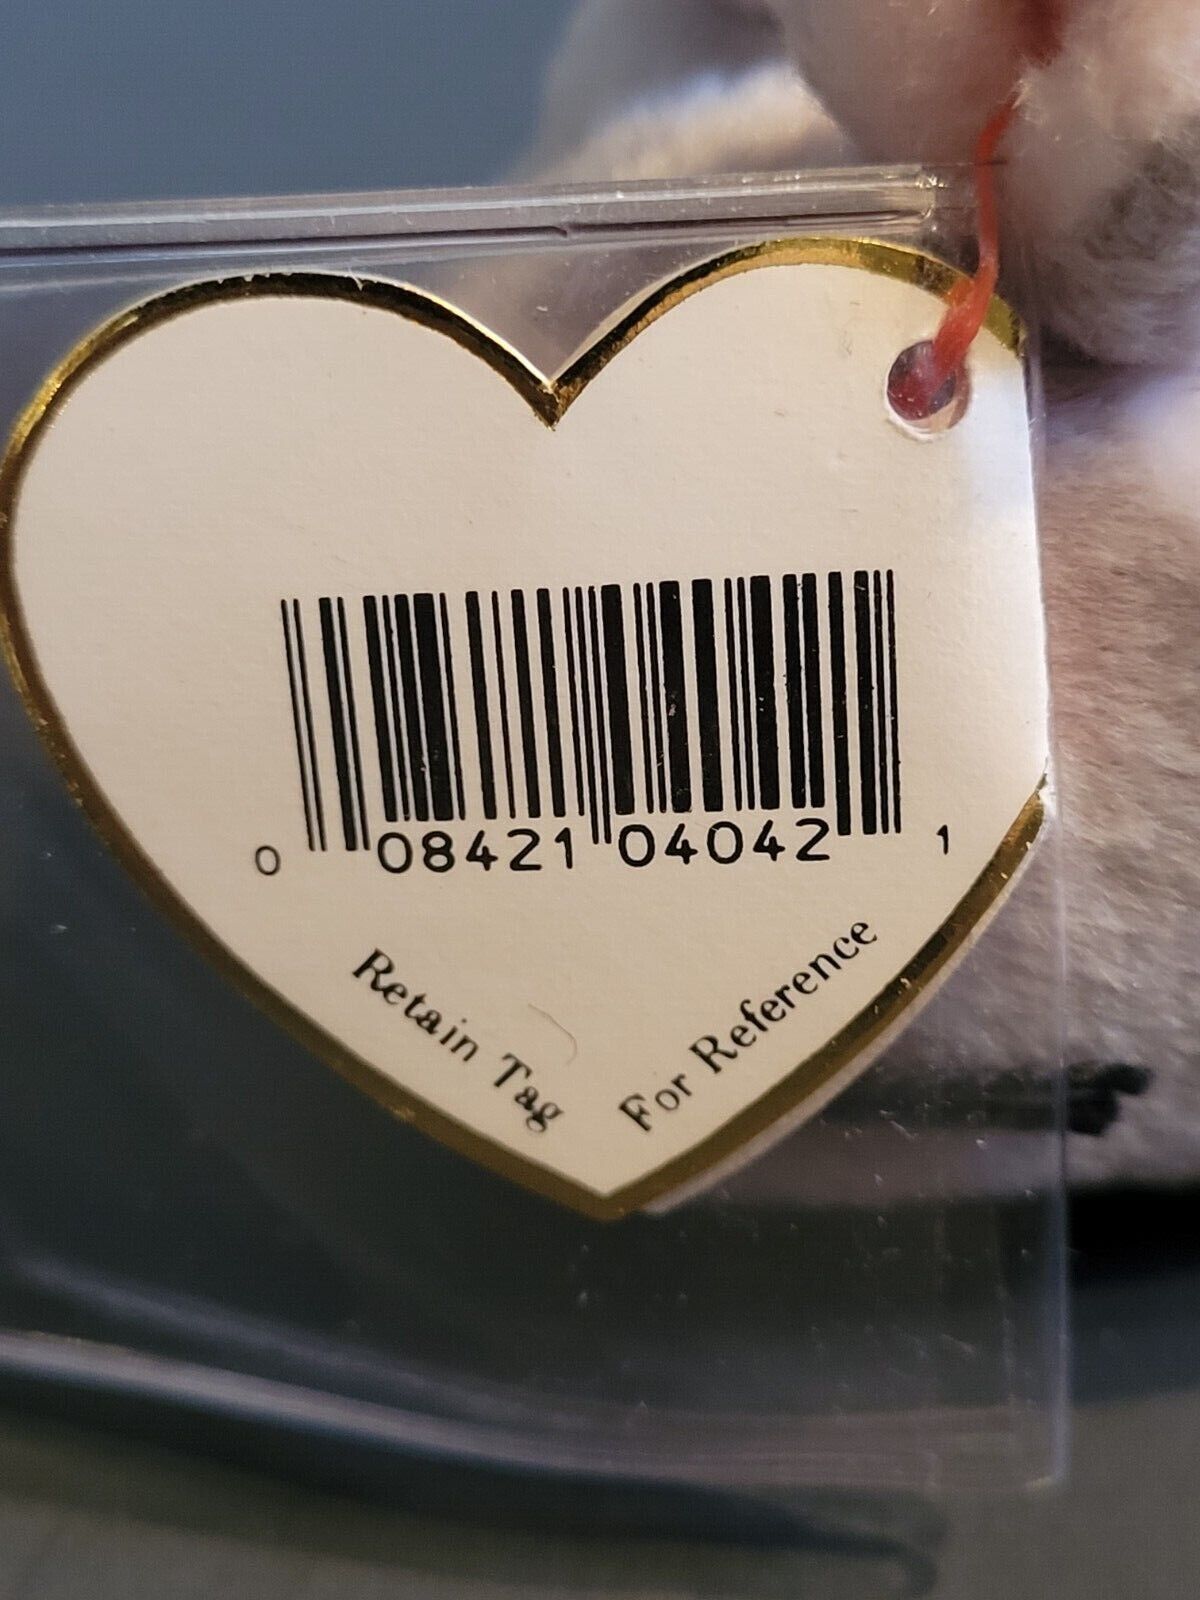 0 08421 04042 1
Retain Tag
For Reference